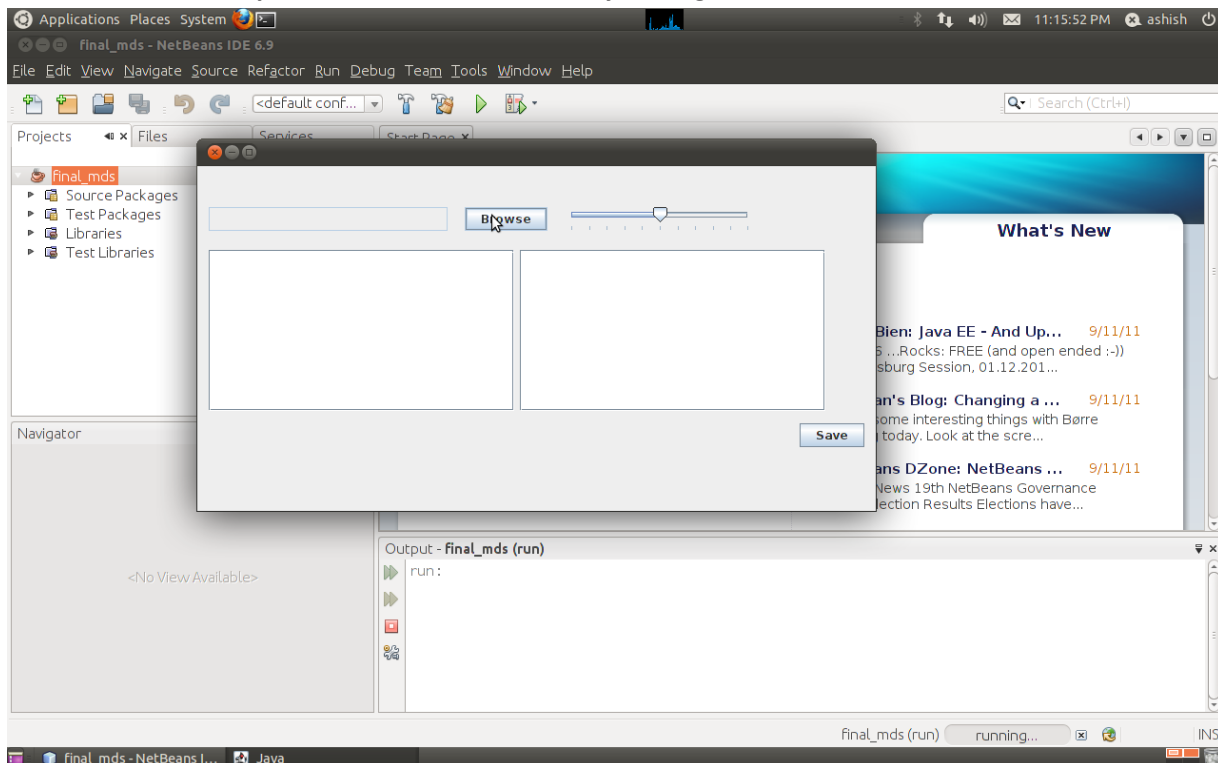 Applications Places System 11:15:52 PM ashish
final_mds - NetBeans IDE 6.9
File Edit View Navigate Source Refactor Run Debug Team Tools Window Help
<default conf... Search (Ctrl+I)
Projects Files Services Start Page
final_mds
Source Packages
Test Packages
Libraries
Test Libraries
Browse
What's New
Bien: Java EE - And Up... 9/11/11
...Rocks: FREE (and open ended :-))
sburg Session, 01.12.201...
an's Blog: Changing a ... 9/11/11
some interesting things with Børre
today. Look at the scre...
Save
Navigator
ans DZone: NetBeans ... 9/11/11
News 19th NetBeans Governance
lection Results Elections have...
<No View Available>
Output - final_mds (run)
run:
final_mds (run) running... INS
final_mds - NetBeans I... Java